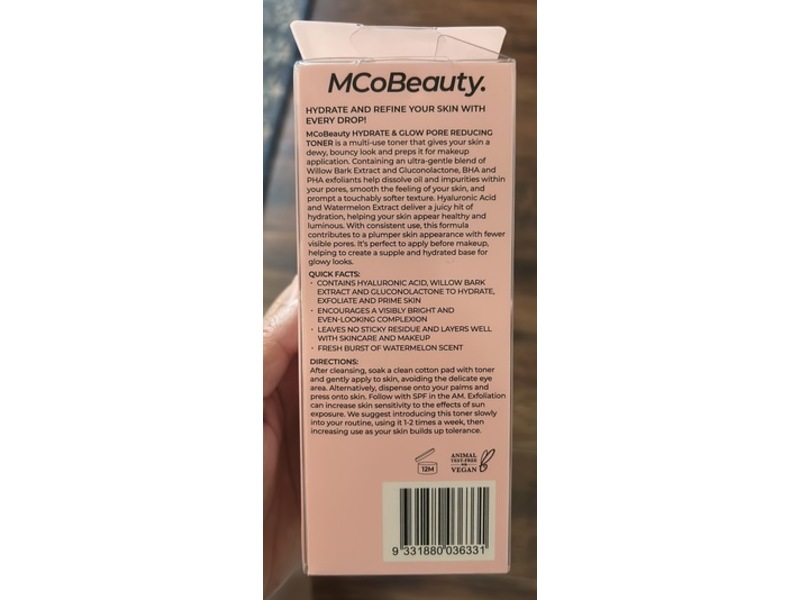 MCoBeauty.
HYDRATE AND REFINE YOUR SKIN WITH
EVERY DROP!
MCoBeauty HYDRATE & GLOW PORE REDUCING
TONER is a multi-use toner that gives your skin a
dewy, bouncy look and preps it for makeup
application. Containing an ultra-gentle blend of
Willow Bark Extract and Gluconolactone, BHA and
PHA exfoliants help dissolve oil and impurities within
your pores, smooth the feeling of your skin, and
prompt a touchably softer texture. Hyaluronic Acid
and Watermelon Extract deliver a juicy hit of
hydration, helping your skin appear healthy and
luminous. With consistent use, this formula
contributes to a plumper skin appearance with fewer
visible pores. It's perfect to apply before makeup,
helping to create a supple and hydrated base for
glowy looks.
QUICK FACTS:
• CONTAINS HYALURONIC ACID, WILLOW BARK
EXTRACT AND GLUCONOLACTONE TO HYDRATE,
EXFOLIATE AND PRIME SKIN
• ENCOURAGES A VISIBLY BRIGHT AND
EVEN-LOOKING COMPLEXION
• LEAVES NO STICKY RESIDUE AND LAYERS WELL
WITH SKINCARE AND MAKEUP
• FRESH BURST OF WATERMELON SCENT
DIRECTIONS:
After cleansing, soak a clean cotton pad with toner
and gently apply to skin, avoiding the delicate eye
area. Alternatively, dispense onto your palms and
press onto skin. Follow with SPF in the AM. Exfoliation
can increase skin sensitivity to the effects of sun
exposure. We suggest introducing this toner slowly
into your routine, using it 1-2 times a week, then
increasing use as your skin builds up tolerance.
12M
ANIMAL
TEST-FREE
VEGAN
9 331880 036331